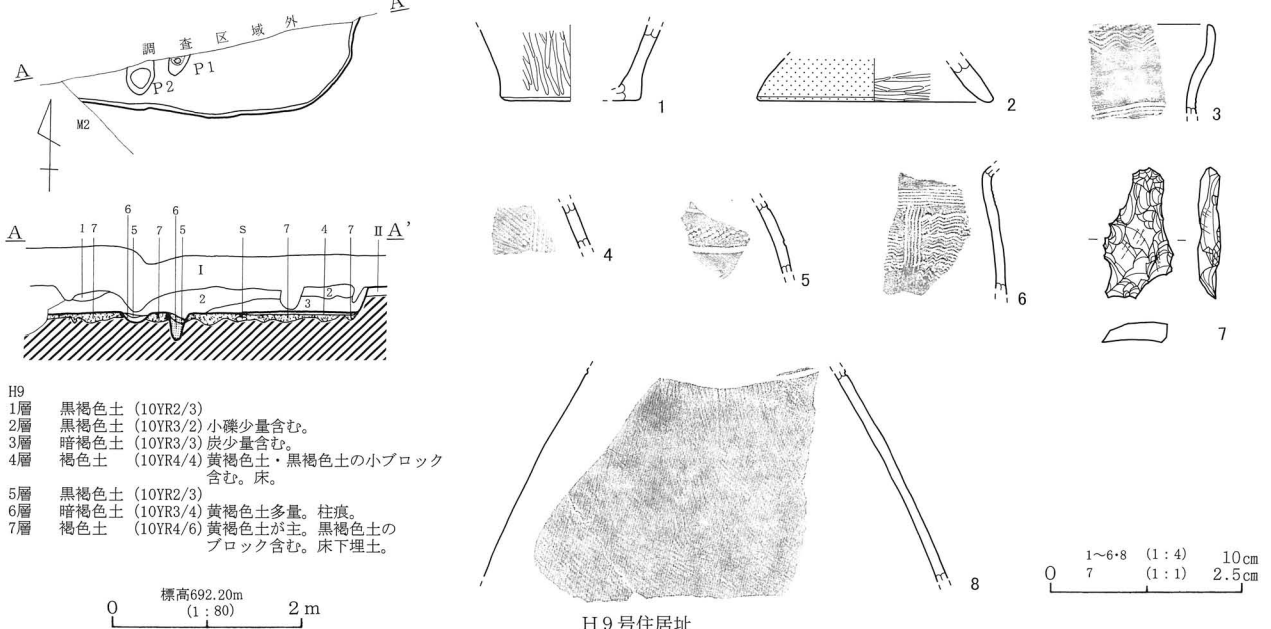 A'
調査区域外
A
P1
P2
M2
6 6
A 1 7 5 7 5 S 7 4 7 II A'
I
2
2
3
H9
1層 黒褐色土 (10YR2/3)
2層 黒褐色土 (10YR3/2) 小礫少量含む。
3層 暗褐色土 (10YR3/3) 炭少量含む。
4層 褐色土 (10YR4/4) 黄褐色土・黒褐色土の小ブロック
含む。床。
5層 黒褐色土 (10YR2/3)
6層 暗褐色土 (10YR3/4) 黄褐色土多量。柱痕。
7層 褐色土 (10YR4/6) 黄褐色土が主。黒褐色土の
ブロック含む。床下埋土。
標高692.20m
0 (1:80) 2m
1
2
3
4
5
6
7
8
1~6・8 (1:4) 10cm
0 7 (1:1) 2.5cm
H9号住居址